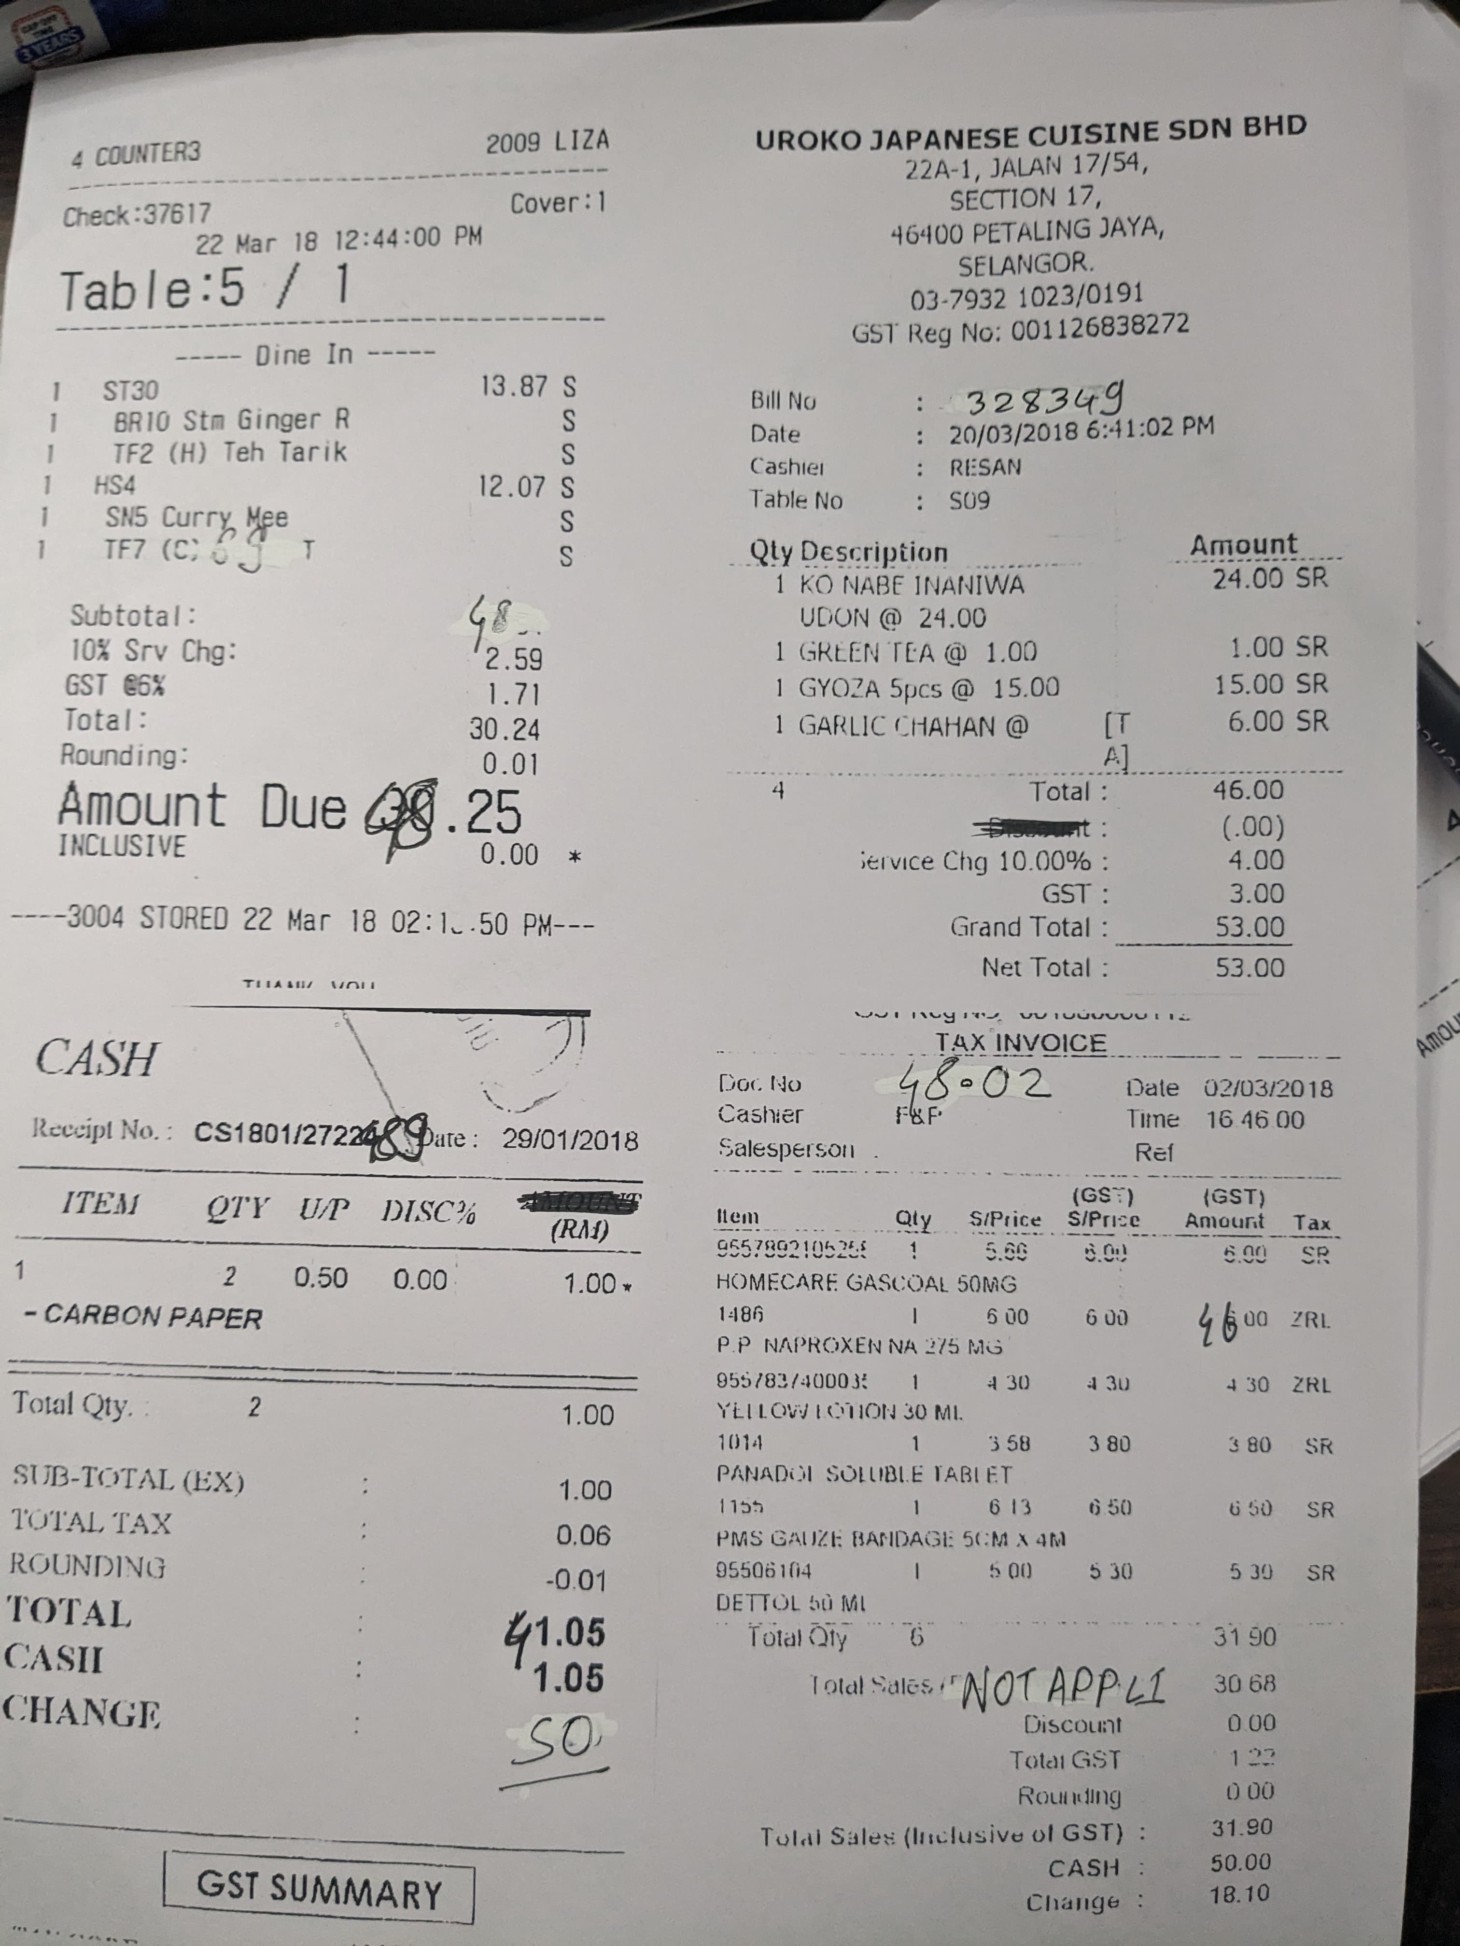 3 YEARS
4 COUNTER3 2009 LIZA
Check:37617 Cover:1
22 Mar 18 12:44:00 PM
Table:5 / 1
----- Dine In -----
1 ST30 13.87 S
1 BR10 Stm Ginger R S
1 TF2 (H) Teh Tarik S
1 HS4 12.07 S
1 SN5 Curry Mee S
1 TF7 (C) T S
Subtotal: 48
10% Srv Chg: 2.59
GST @6% 1.71
Total: 30.24
Rounding: 0.01
Amount Due .25
INCLUSIVE 0.00 *
----3004 STORED 22 Mar 18 02:1 .50 PM---
THANK YOU
CASH
Receipt No. : CS1801/2722 489 Date : 29/01/2018
ITEM QTY U/P DISC% AMOUNT
(RM)
1 2 0.50 0.00 1.00 *
- CARBON PAPER
Total Qty. : 2 1.00
SUB-TOTAL (EX) : 1.00
TOTAL TAX : 0.06
ROUNDING : -0.01
TOTAL : 41.05
CASH : 1.05
CHANGE : 50
GST SUMMARY
UROKO JAPANESE CUISINE SDN BHD
22A-1, JALAN 17/54,
SECTION 17,
46400 PETALING JAYA,
SELANGOR.
03-7932 1023/0191
GST Reg No: 001126838272
Bill No : 328349
Date : 20/03/2018 6:41:02 PM
Cashier : RESAN
Table No : S09
Qty Description Amount
1 KO NABE INANIWA 24.00 SR
UDON @ 24.00
1 GREEN TEA @ 1.00 1.00 SR
1 GYOZA 5pcs @ 15.00 15.00 SR
1 GARLIC CHAHAN @ [T 6.00 SR
A]
4 Total : 46.00
Discount : (.00)
Service Chg 10.00% : 4.00
GST : 3.00
Grand Total : 53.00
Net Total : 53.00
GST Reg No.
TAX INVOICE
Doc No 48.02 Date 02/03/2018
Cashier F&P Time 16:46:00
Salesperson Ref
(GST) (GST)
Item Qty S/Price S/Price Amount Tax
1 5.66 6.00 6.00 SR
HOMECARE GASCOAL 50MG
1486 1 6.00 6.00 46.00 ZRL
P.P NAPROXEN NA 275 MG
1 4.30 4.30 4.30 ZRL
YELLOW LOTION 30 ML
1014 1 3.58 3.80 3.80 SR
PANADOL SOLUBLE TABLET
1155 1 6.13 6.50 6.50 SR
PMS GAUZE BANDAGE 5CM X 4M
95506104 1 5.00 5.30 5.30 SR
DETTOL 50 ML
Total Qty 6 31.90
Total Sales NOT APPLI 30.68
Discount 0.00
Total GST 1.22
Rounding 0.00
Total Sales (Inclusive of GST) : 31.90
CASH : 50.00
Change : 18.10